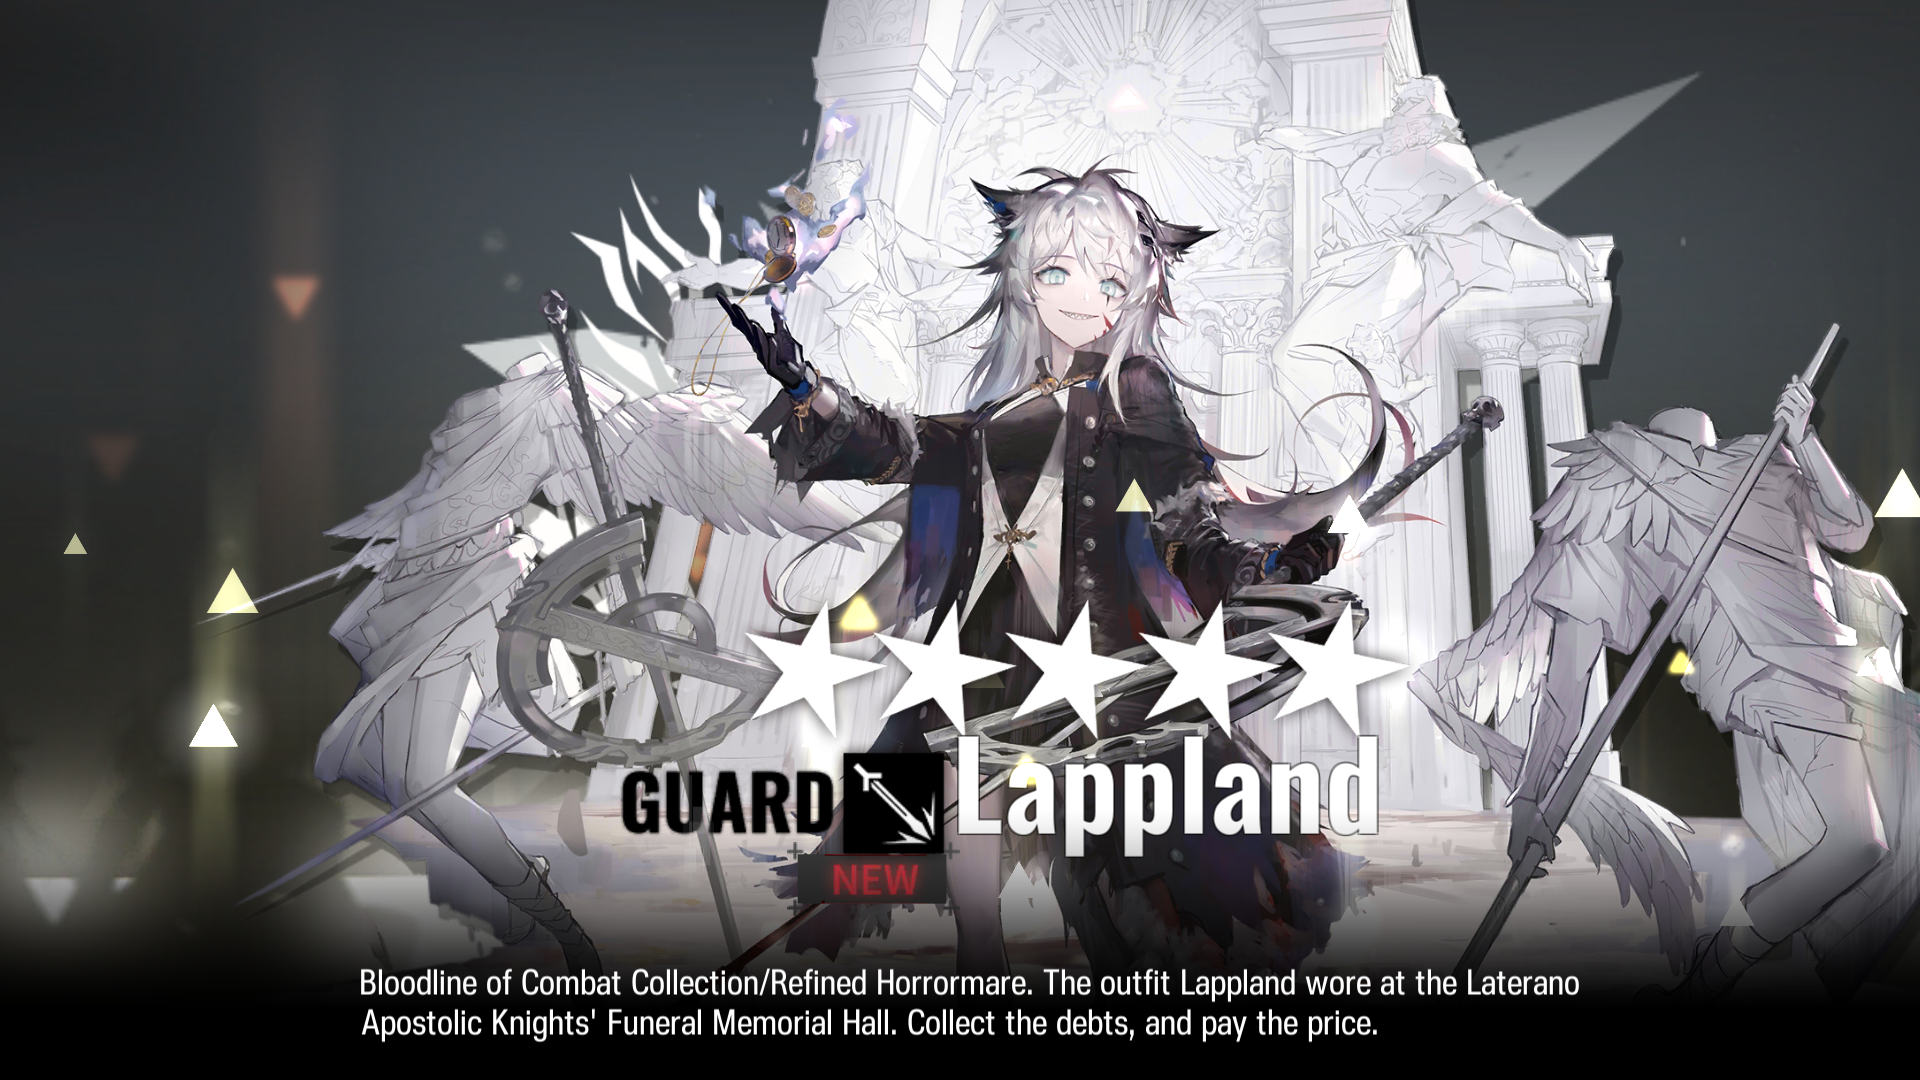 GUARD Lappland
NEW
Bloodline of Combat Collection/Refined Horrormare. The outfit Lappland wore at the Laterano
Apostolic Knights' Funeral Memorial Hall. Collect the debts, and pay the price.